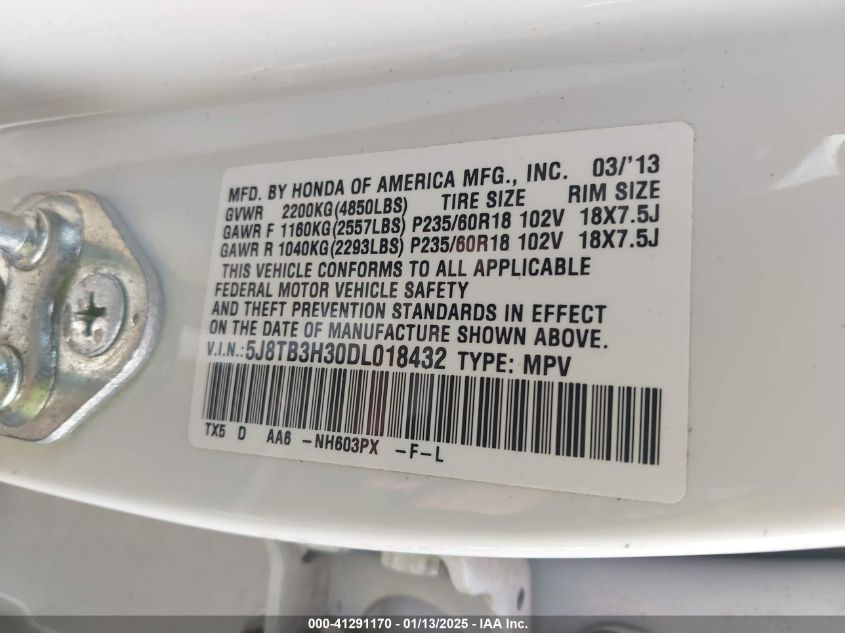 MFD. BY HONDA OF AMERICA MFG., INC. 03/'13
GVWR 2200KG(4850LBS) TIRE SIZE RIM SIZE
GAWR F 1160KG(2557LBS) P235/60R18 102V 18X7.5J
GAWR R 1040KG(2293LBS) P235/60R18 102V 18X7.5J
THIS VEHICLE CONFORMS TO ALL APPLICABLE
FEDERAL MOTOR VEHICLE SAFETY
AND THEFT PREVENTION STANDARDS IN EFFECT
ON THE DATE OF MANUFACTURE SHOWN ABOVE.
V.I.N.:5J8TB3H30DL018432 TYPE: MPV
TX5 D AA6 -NH603PX -F-L
000-41291170 - 01/13/2025 - IAA Inc.